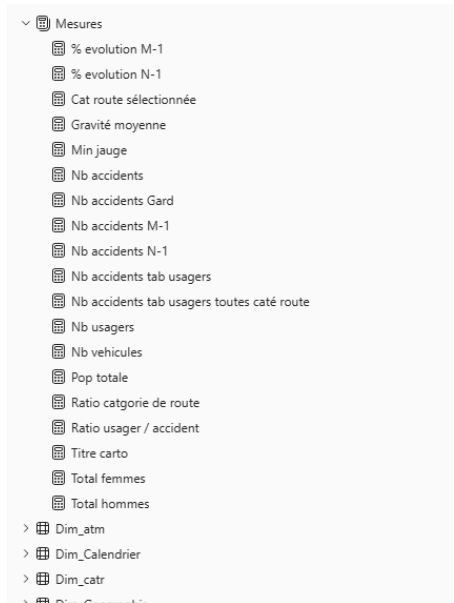 Mesures
% evolution M-1
% evolution N-1
Cat route sélectionnée
Gravité moyenne
Min jauge
Nb accidents
Nb accidents Gard
Nb accidents M-1
Nb accidents N-1
Nb accidents tab usagers
Nb accidents tab usagers toutes caté route
Nb usagers
Nb vehicules
Pop totale
Ratio catgorie de route
Ratio usager / accident
Titre carto
Total femmes
Total hommes
Dim_atm
Dim_Calendrier
Dim_catr